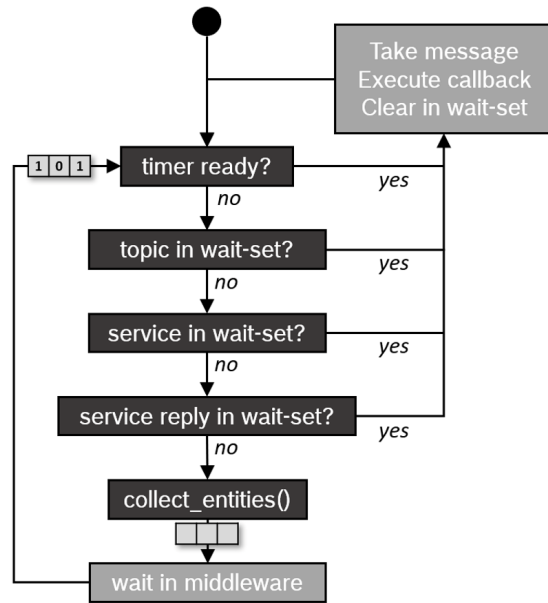 Take message
Execute callback
Clear in wait-set
1 0 1
timer ready?
yes
no
topic in wait-set?
yes
no
service in wait-set?
yes
no
service reply in wait-set?
yes
no
collect_entities()
wait in middleware